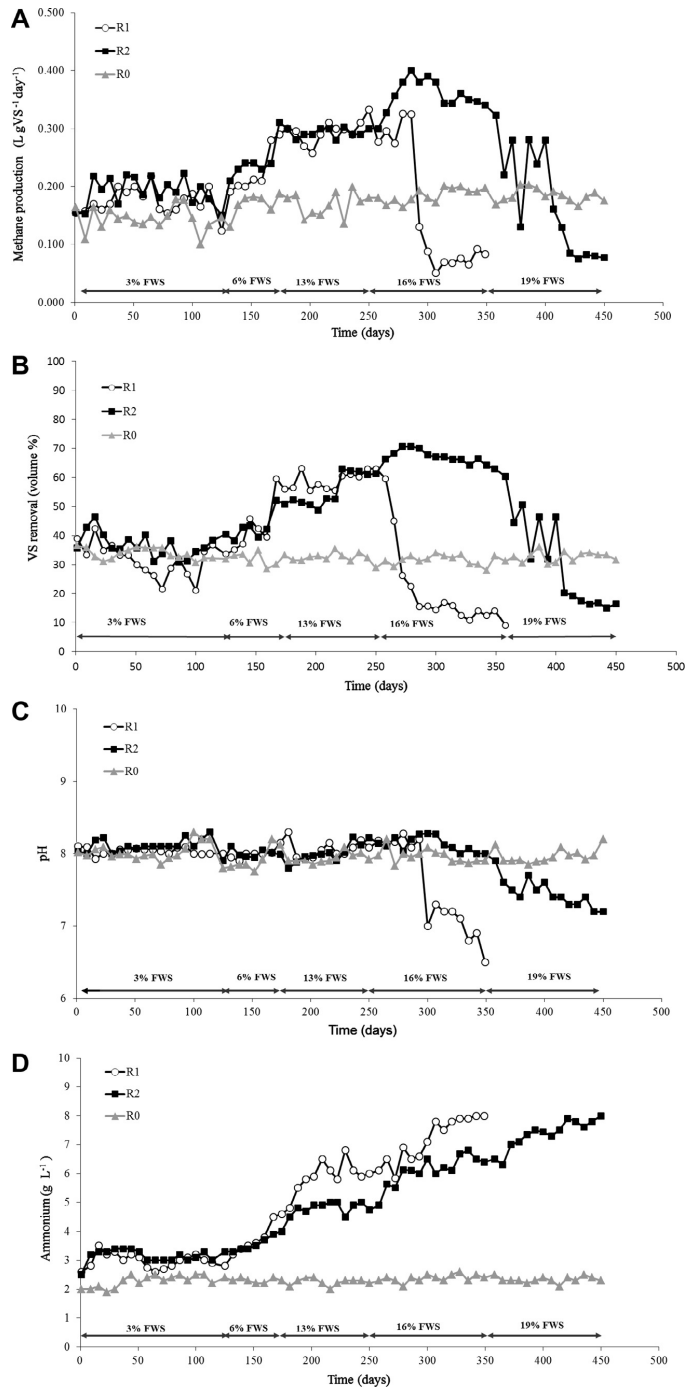 A
Methane production (L gVS⁻¹ day⁻¹)
R1
R2
R0
0.400
0.300
0.200
0.100
0.000
3% FWS 6% FWS 13% FWS 16% FWS 19% FWS
0 50 100 150 200 250 300 350 400 450 500
Time (days)
B
VS removal (volume %)
R1
R2
R0
100
90
80
70
60
50
40
30
20
10
0
3% FWS 6% FWS 13% FWS 16% FWS 19% FWS
0 50 100 150 200 250 300 350 400 450 500
Time (days)
C
pH
R1
R2
R0
10
9
8
7
6
3% FWS 6% FWS 13% FWS 16% FWS 19% FWS
0 50 100 150 200 250 300 350 400 450 500
Time (days)
D
Ammonium (g L⁻¹)
R1
R2
R0
10
9
8
7
6
5
4
3
2
1
0
3% FWS 6% FWS 13% FWS 16% FWS 19% FWS
0 50 100 150 200 250 300 350 400 450 500
Time (days)